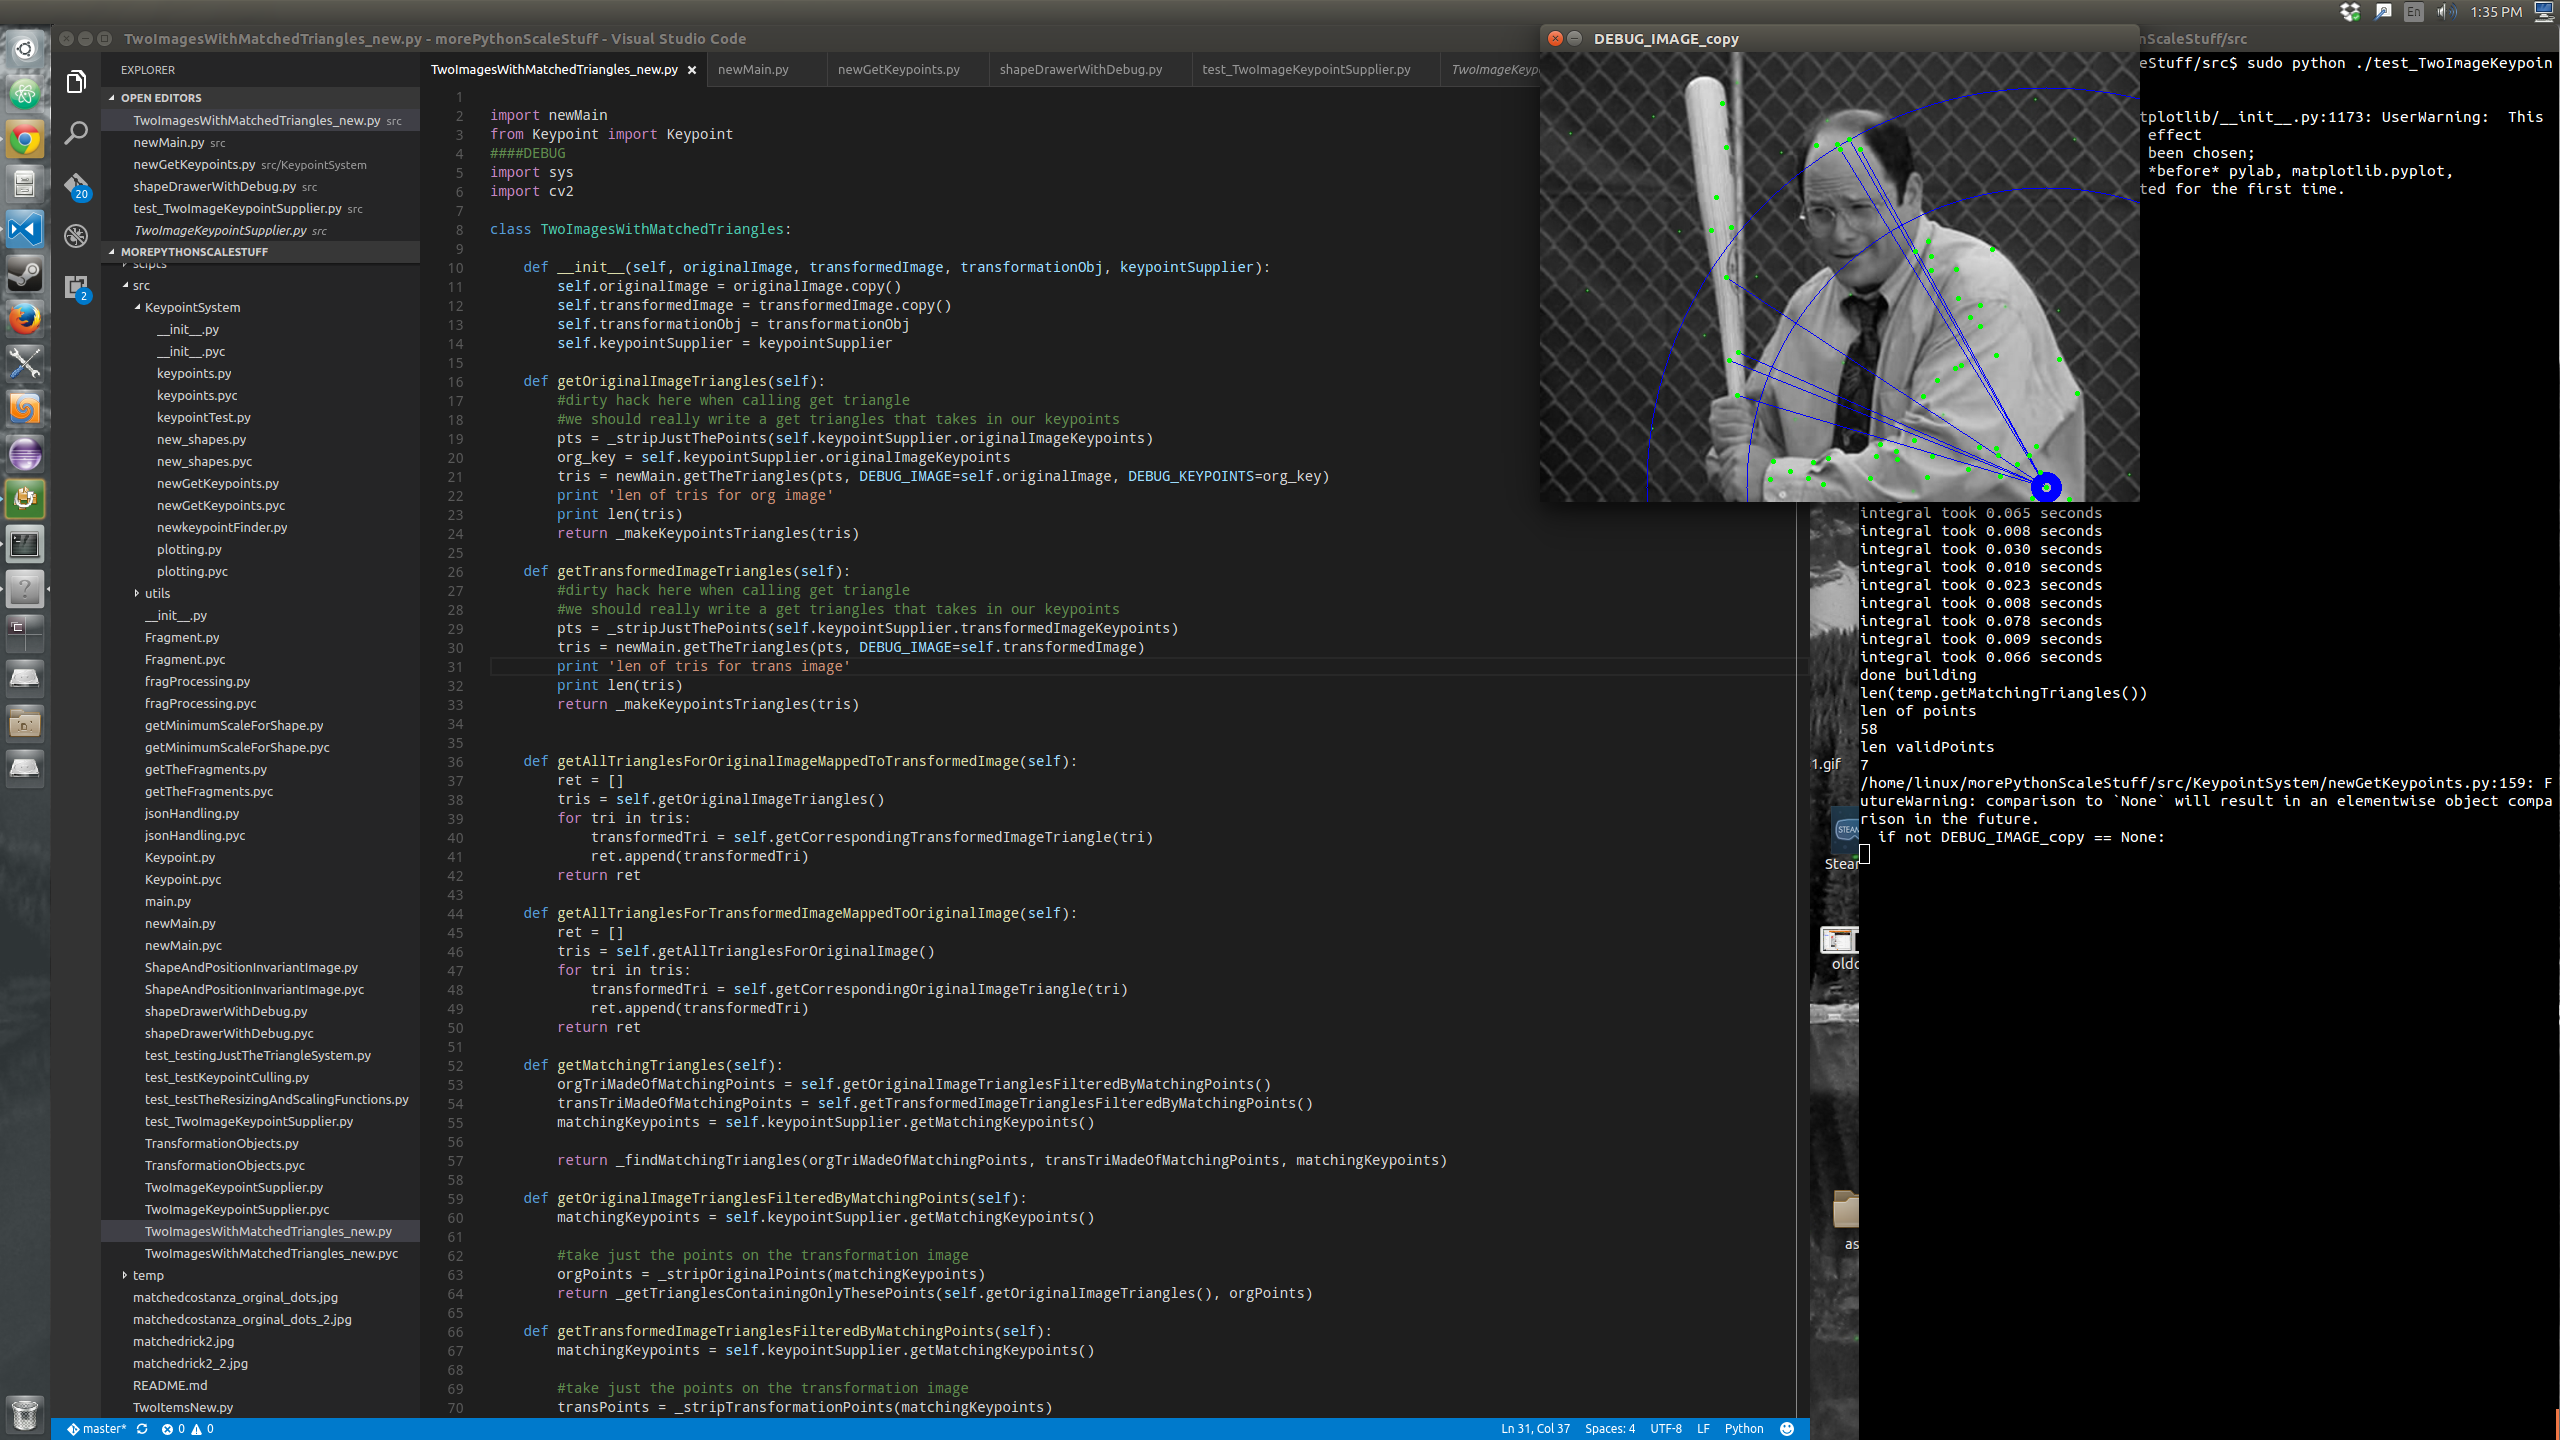 En
1:35 PM
TwoImagesWithMatchedTriangles_new.py - morePythonScaleStuff - Visual Studio Code
EXPLORER
OPEN EDITORS
TwoImagesWithMatchedTriangles_new.py src
newMain.py src
newGetKeypoints.py src/KeypointSystem
shapeDrawerWithDebug.py src
test_TwoImageKeypointSupplier.py src
TwoImageKeypointSupplier.py src
MOREPYTHONSCALESTUFF
scipts
src
KeypointSystem
__init__.py
__init__.pyc
keypoints.py
keypoints.pyc
keypointTest.py
new_shapes.py
new_shapes.pyc
newGetKeypoints.py
newGetKeypoints.pyc
newkeypointFinder.py
plotting.py
plotting.pyc
utils
__init__.py
Fragment.py
Fragment.pyc
fragProcessing.py
fragProcessing.pyc
getMinimumScaleForShape.py
getMinimumScaleForShape.pyc
getTheFragments.py
getTheFragments.pyc
jsonHandling.py
jsonHandling.pyc
Keypoint.py
Keypoint.pyc
main.py
newMain.py
newMain.pyc
ShapeAndPositionInvariantImage.py
ShapeAndPositionInvariantImage.pyc
shapeDrawerWithDebug.py
shapeDrawerWithDebug.pyc
test_testingJustTheTriangleSystem.py
test_testKeypointCulling.py
test_testTheResizingAndScalingFunctions.py
test_TwoImageKeypointSupplier.py
TransformationObjects.py
TransformationObjects.pyc
TwoImageKeypointSupplier.py
TwoImageKeypointSupplier.pyc
TwoImagesWithMatchedTriangles_new.py
TwoImagesWithMatchedTriangles_new.pyc
temp
matchedcostanza_orginal_dots.jpg
matchedcostanza_orginal_dots_2.jpg
matchedrick2.jpg
matchedrick2_2.jpg
README.md
TwoItemsNew.py
20
2
TwoImagesWithMatchedTriangles_new.py newMain.py newGetKeypoints.py shapeDrawerWithDebug.py test_TwoImageKeypointSupplier.py TwoImageKeyp
1
2 import newMain
3 from Keypoint import Keypoint
4 ####DEBUG
5 import sys
6 import cv2
7
8 class TwoImagesWithMatchedTriangles:
9
10 def __init__(self, originalImage, transformedImage, transformationObj, keypointSupplier):
11 self.originalImage = originalImage.copy()
12 self.transformedImage = transformedImage.copy()
13 self.transformationObj = transformationObj
14 self.keypointSupplier = keypointSupplier
15
16 def getOriginalImageTriangles(self):
17 #dirty hack here when calling get triangle
18 #we should really write a get triangles that takes in our keypoints
19 pts = _stripJustThePoints(self.keypointSupplier.originalImageKeypoints)
20 org_key = self.keypointSupplier.originalImageKeypoints
21 tris = newMain.getTheTriangles(pts, DEBUG_IMAGE=self.originalImage, DEBUG_KEYPOINTS=org_key)
22 print 'len of tris for org image'
23 print len(tris)
24 return _makeKeypointsTriangles(tris)
25
26 def getTransformedImageTriangles(self):
27 #dirty hack here when calling get triangle
28 #we should really write a get triangles that takes in our keypoints
29 pts = _stripJustThePoints(self.keypointSupplier.transformedImageKeypoints)
30 tris = newMain.getTheTriangles(pts, DEBUG_IMAGE=self.transformedImage)
31 print 'len of tris for trans image'
32 print len(tris)
33 return _makeKeypointsTriangles(tris)
34
35
36 def getAllTrianglesForOriginalImageMappedToTransformedImage(self):
37 ret = []
38 tris = self.getOriginalImageTriangles()
39 for tri in tris:
40 transformedTri = self.getCorrespondingTransformedImageTriangle(tri)
41 ret.append(transformedTri)
42 return ret
43
44 def getAllTrianglesForTransformedImageMappedToOriginalImage(self):
45 ret = []
46 tris = self.getAllTrianglesForOriginalImage()
47 for tri in tris:
48 transformedTri = self.getCorrespondingOriginalImageTriangle(tri)
49 ret.append(transformedTri)
50 return ret
51
52 def getMatchingTriangles(self):
53 orgTriMadeOfMatchingPoints = self.getOriginalImageTrianglesFilteredByMatchingPoints()
54 transTriMadeOfMatchingPoints = self.getTransformedImageTrianglesFilteredByMatchingPoints()
55 matchingKeypoints = self.keypointSupplier.getMatchingKeypoints()
56
57 return _findMatchingTriangles(orgTriMadeOfMatchingPoints, transTriMadeOfMatchingPoints, matchingKeypoints)
58
59 def getOriginalImageTrianglesFilteredByMatchingPoints(self):
60 matchingKeypoints = self.keypointSupplier.getMatchingKeypoints()
61
62 #take just the points on the transformation image
63 orgPoints = _stripOriginalPoints(matchingKeypoints)
64 return _getTrianglesContainingOnlyThesePoints(self.getOriginalImageTriangles(), orgPoints)
65
66 def getTransformedImageTrianglesFilteredByMatchingPoints(self):
67 matchingKeypoints = self.keypointSupplier.getMatchingKeypoints()
68
69 #take just the points on the transformation image
70 transPoints = _stripTransformationPoints(matchingKeypoints)
master* 0 0
Ln 31, Col 37 Spaces: 4 UTF-8 LF Python
DEBUG_IMAGE_copy
nScaleStuff/src
eStuff/src$ sudo python ./test_TwoImageKeypoin
tplotlib/__init__.py:1173: UserWarning: This
effect
been chosen;
*before* pylab, matplotlib.pyplot,
ted for the first time.
integral took 0.065 seconds
integral took 0.008 seconds
integral took 0.030 seconds
integral took 0.010 seconds
integral took 0.023 seconds
integral took 0.008 seconds
integral took 0.078 seconds
integral took 0.009 seconds
integral took 0.066 seconds
done building
len(temp.getMatchingTriangles())
len of points
58
len validPoints
7
/home/linux/morePythonScaleStuff/src/KeypointSystem/newGetKeypoints.py:159: F
utureWarning: comparison to `None` will result in an elementwise object compa
rison in the future.
if not DEBUG_IMAGE_copy == None:
1.gif
STEAM
Stear
oldc
as